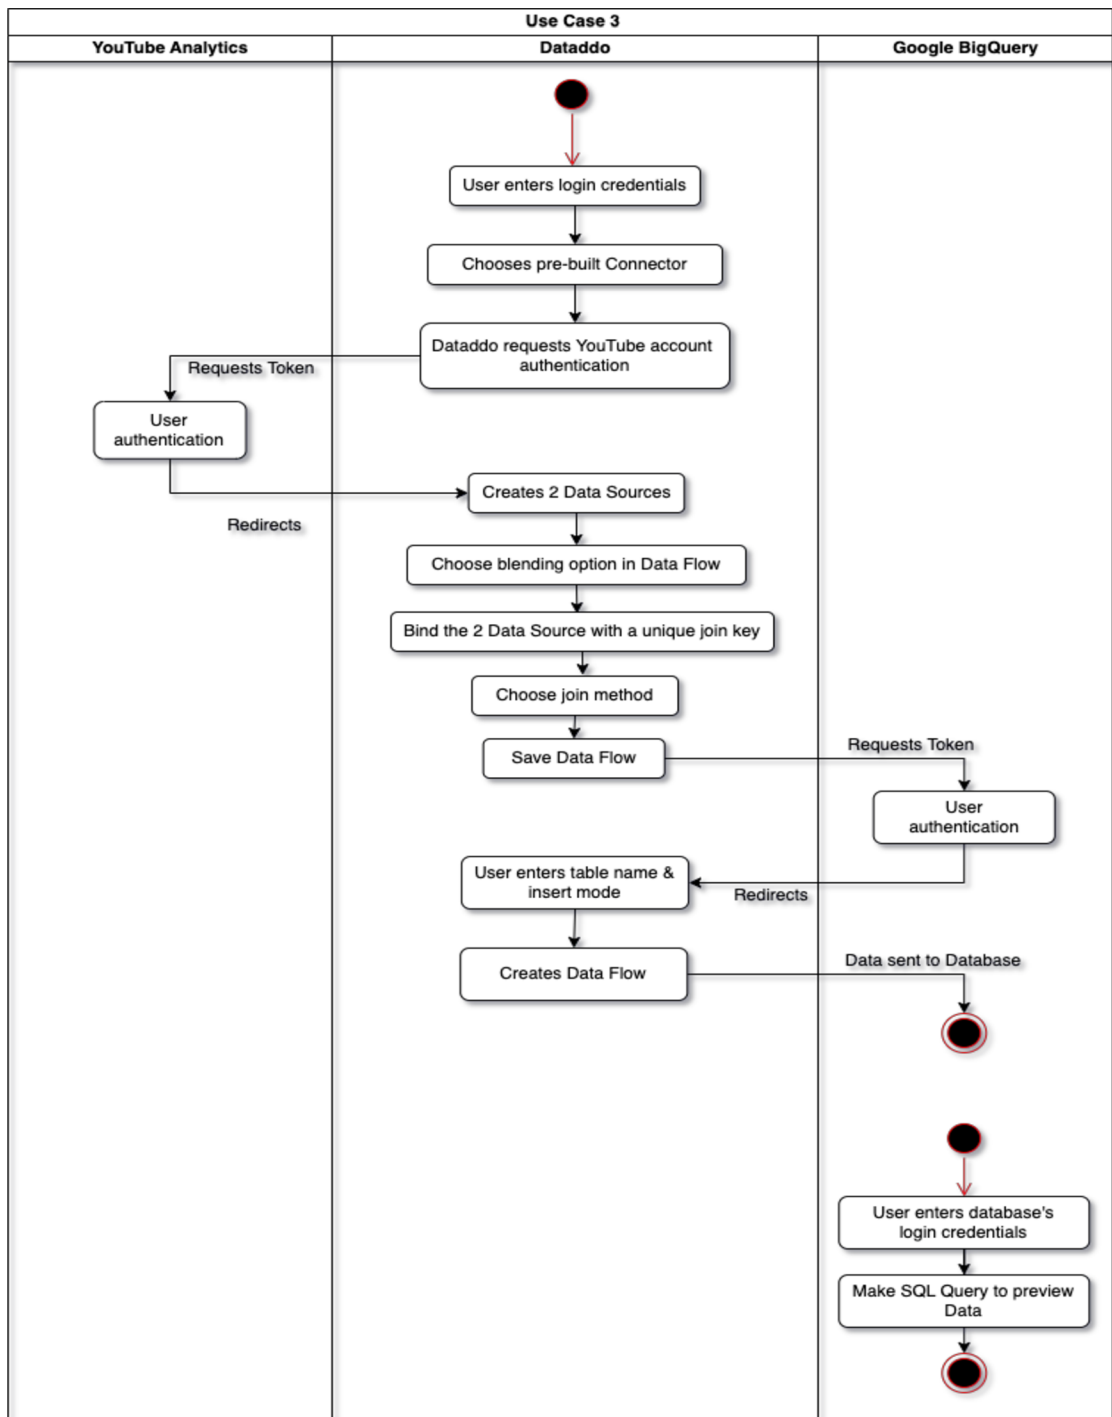 Use Case 3
YouTube Analytics
Dataddo
Google BigQuery
User enters login credentials
Chooses pre-built Connector
Dataddo requests YouTube account
authentication
Requests Token
User
authentication
Creates 2 Data Sources
Redirects
Choose blending option in Data Flow
Bind the 2 Data Source with a unique join key
Choose join method
Save Data Flow
Requests Token
User
authentication
User enters table name &
insert mode
Redirects
Creates Data Flow
Data sent to Database
User enters database's
login credentials
Make SQL Query to preview
Data